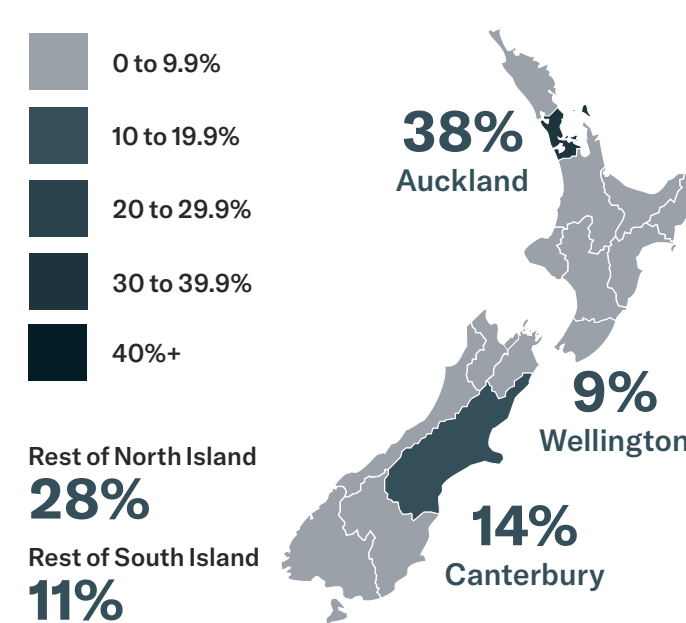 0 to 9.9%
10 to 19.9%
20 to 29.9%
30 to 39.9%
40%+
Rest of North Island
28%
Rest of South Island
11%
38%
Auckland
9%
Wellington
14%
Canterbury